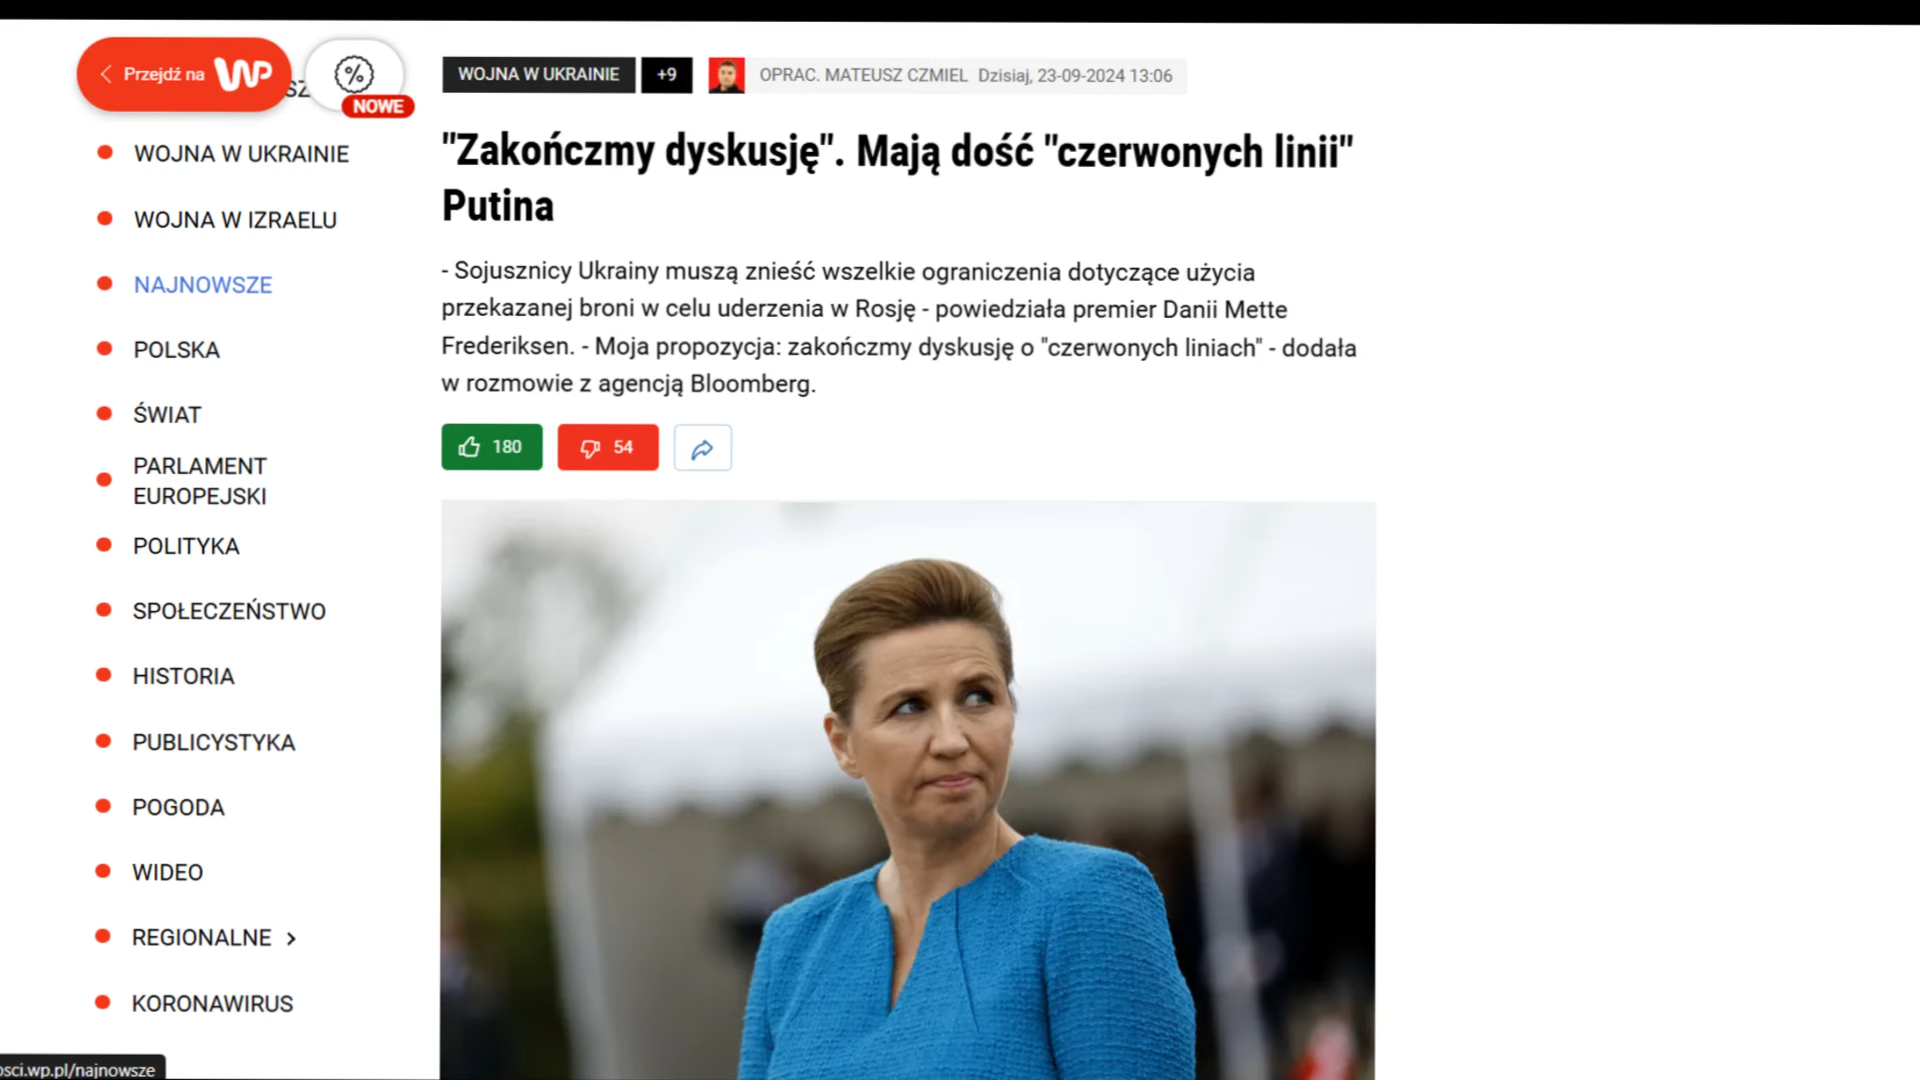 Przejdź na WP
%
NOWE
WOJNA W UKRAINIE
WOJNA W IZRAELU
NAJNOWSZE
POLSKA
ŚWIAT
PARLAMENT
EUROPEJSKI
POLITYKA
SPOŁECZEŃSTWO
HISTORIA
PUBLICYSTYKA
POGODA
WIDEO
REGIONALNE
KORONAWIRUS
WOJNA W UKRAINIE +9 OPRAC. MATEUSZ CZMIEL Dzisiaj, 23-09-2024 13:06
"Zakończmy dyskusję". Mają dość "czerwonych linii"
Putina
- Sojusznicy Ukrainy muszą znieść wszelkie ograniczenia dotyczące użycia
przekazanej broni w celu uderzenia w Rosję - powiedziała premier Danii Mette
Frederiksen. - Moja propozycja: zakończmy dyskusję o "czerwonych liniach" - dodała
w rozmowie z agencją Bloomberg.
180 54
osci.wp.pl/najnowsze